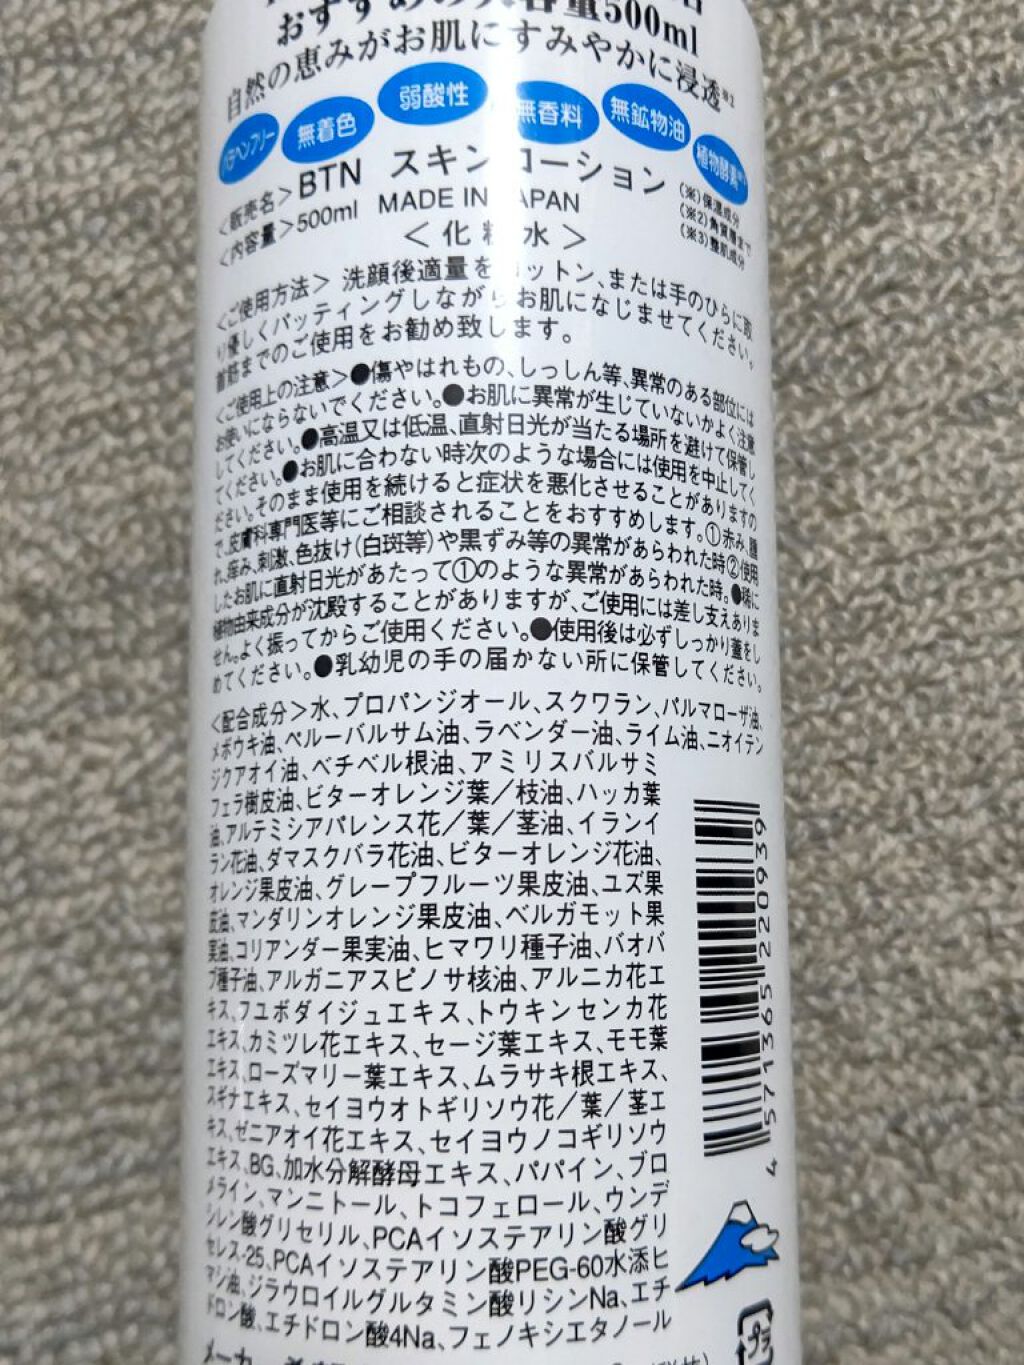 おすすめの大容量500ml
自然の恵みがお肌にすみやかに浸透※2
パラベンフリー 無着色 弱酸性 無香料 無鉱物油 植物酵素※3
<販売名>BTN スキンローション
<内容量>500ml MADE IN JAPAN
(※)保湿成分
(※2)角質層まで
(※3)整肌成分
<化粧水>
<ご使用方法> 洗顔後適量をコットン、または手のひらに取
り優しくパッティングしながらお肌になじませてください。
首筋までのご使用をお勧め致します。
<ご使用上の注意>●傷やはれもの、しっしん等、異常のある部位には
お使いにならないでください。●お肌に異常が生じていないかよく注意
してください。●高温又は低温、直射日光が当たる場所を避けて保管し
てください。●お肌に合わない時次のような場合には使用を中止してく
ださい。そのまま使用を続けると症状を悪化させることがありますの
で、皮膚科専門医等にご相談されることをおすすめします。①赤み、腫
れ、痒み、刺激、色抜け(白斑等)や黒ずみ等の異常があらわれた時②使用
したお肌に直射日光があたって①のような異常があらわれた時。●稀に
植物由来成分が沈殿することがありますが、ご使用には差し支えありま
せん。よく振ってからご使用ください。●使用後は必ずしっかり蓋をし
めてください。●乳幼児の手の届かない所に保管してください。
<配合成分>水、プロパンジオール、スクワラン、パルマローザ油、
メボウキ油、ペルーバルサム油、ラベンダー油、ライム油、ニオイテン
ジクアオイ油、ベチベル根油、アミリスバルサミ
フェラ樹皮油、ビターオレンジ葉/枝油、ハッカ葉
油、アルテミシアパレンス花/葉/茎油、イランイ
ラン花油、ダマスクバラ花油、ビターオレンジ花油、
オレンジ果皮油、グレープフルーツ果皮油、ユズ果
皮油、マンダリンオレンジ果皮油、ベルガモット果
実油、コリアンダー果実油、ヒマワリ種子油、バオバ
ブ種子油、アルガニアスピノサ核油、アルニカ花エ
キス、フユボダイジュエキス、トウキンセンカ花
エキス、カミツレ花エキス、セージ葉エキス、モモ葉
エキス、ローズマリー葉エキス、ムラサキ根エキス、
スギナエキス、セイヨウオトギリソウ花/葉/茎エ
キス、ゼニアオイ花エキス、セイヨウノコギリソウ
エキス、BG、加水分解酵母エキス、パパイン、ブロ
メライン、マンニトール、トコフェロール、ウンデ
シレン酸グリセリル、PCAイソステアリン酸グリ
セレス-25、PCAイソステアリン酸PEG-60水添ヒ
マシ油、ジラウロイルグルタミン酸リシンNa、エチ
ドロン酸、エチドロン酸4Na、フェノキシエタノール
4 571365 220939
プラ